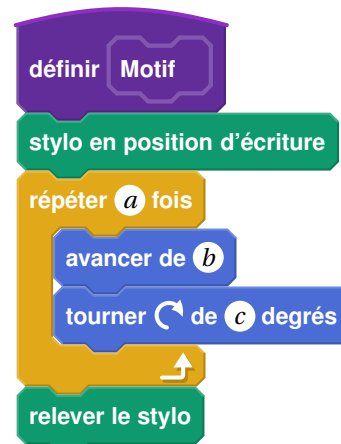 définir Motif
stylo en position d'écriture
répéter a fois
avancer de b
tourner de c degrés
relever le stylo